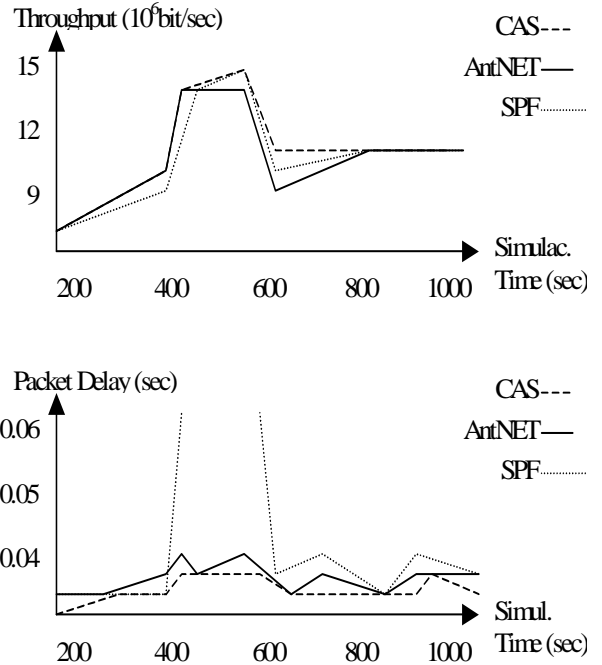 Throughput (10⁶bit/sec)
CAS
AntNET
SPF
15
12
9
Simulac.
Time (sec)
200 400 600 800 1000
Packet Delay (sec)
CAS
AntNET
SPF
0.06
0.05
0.04
Simul.
Time (sec)
200 400 600 800 1000